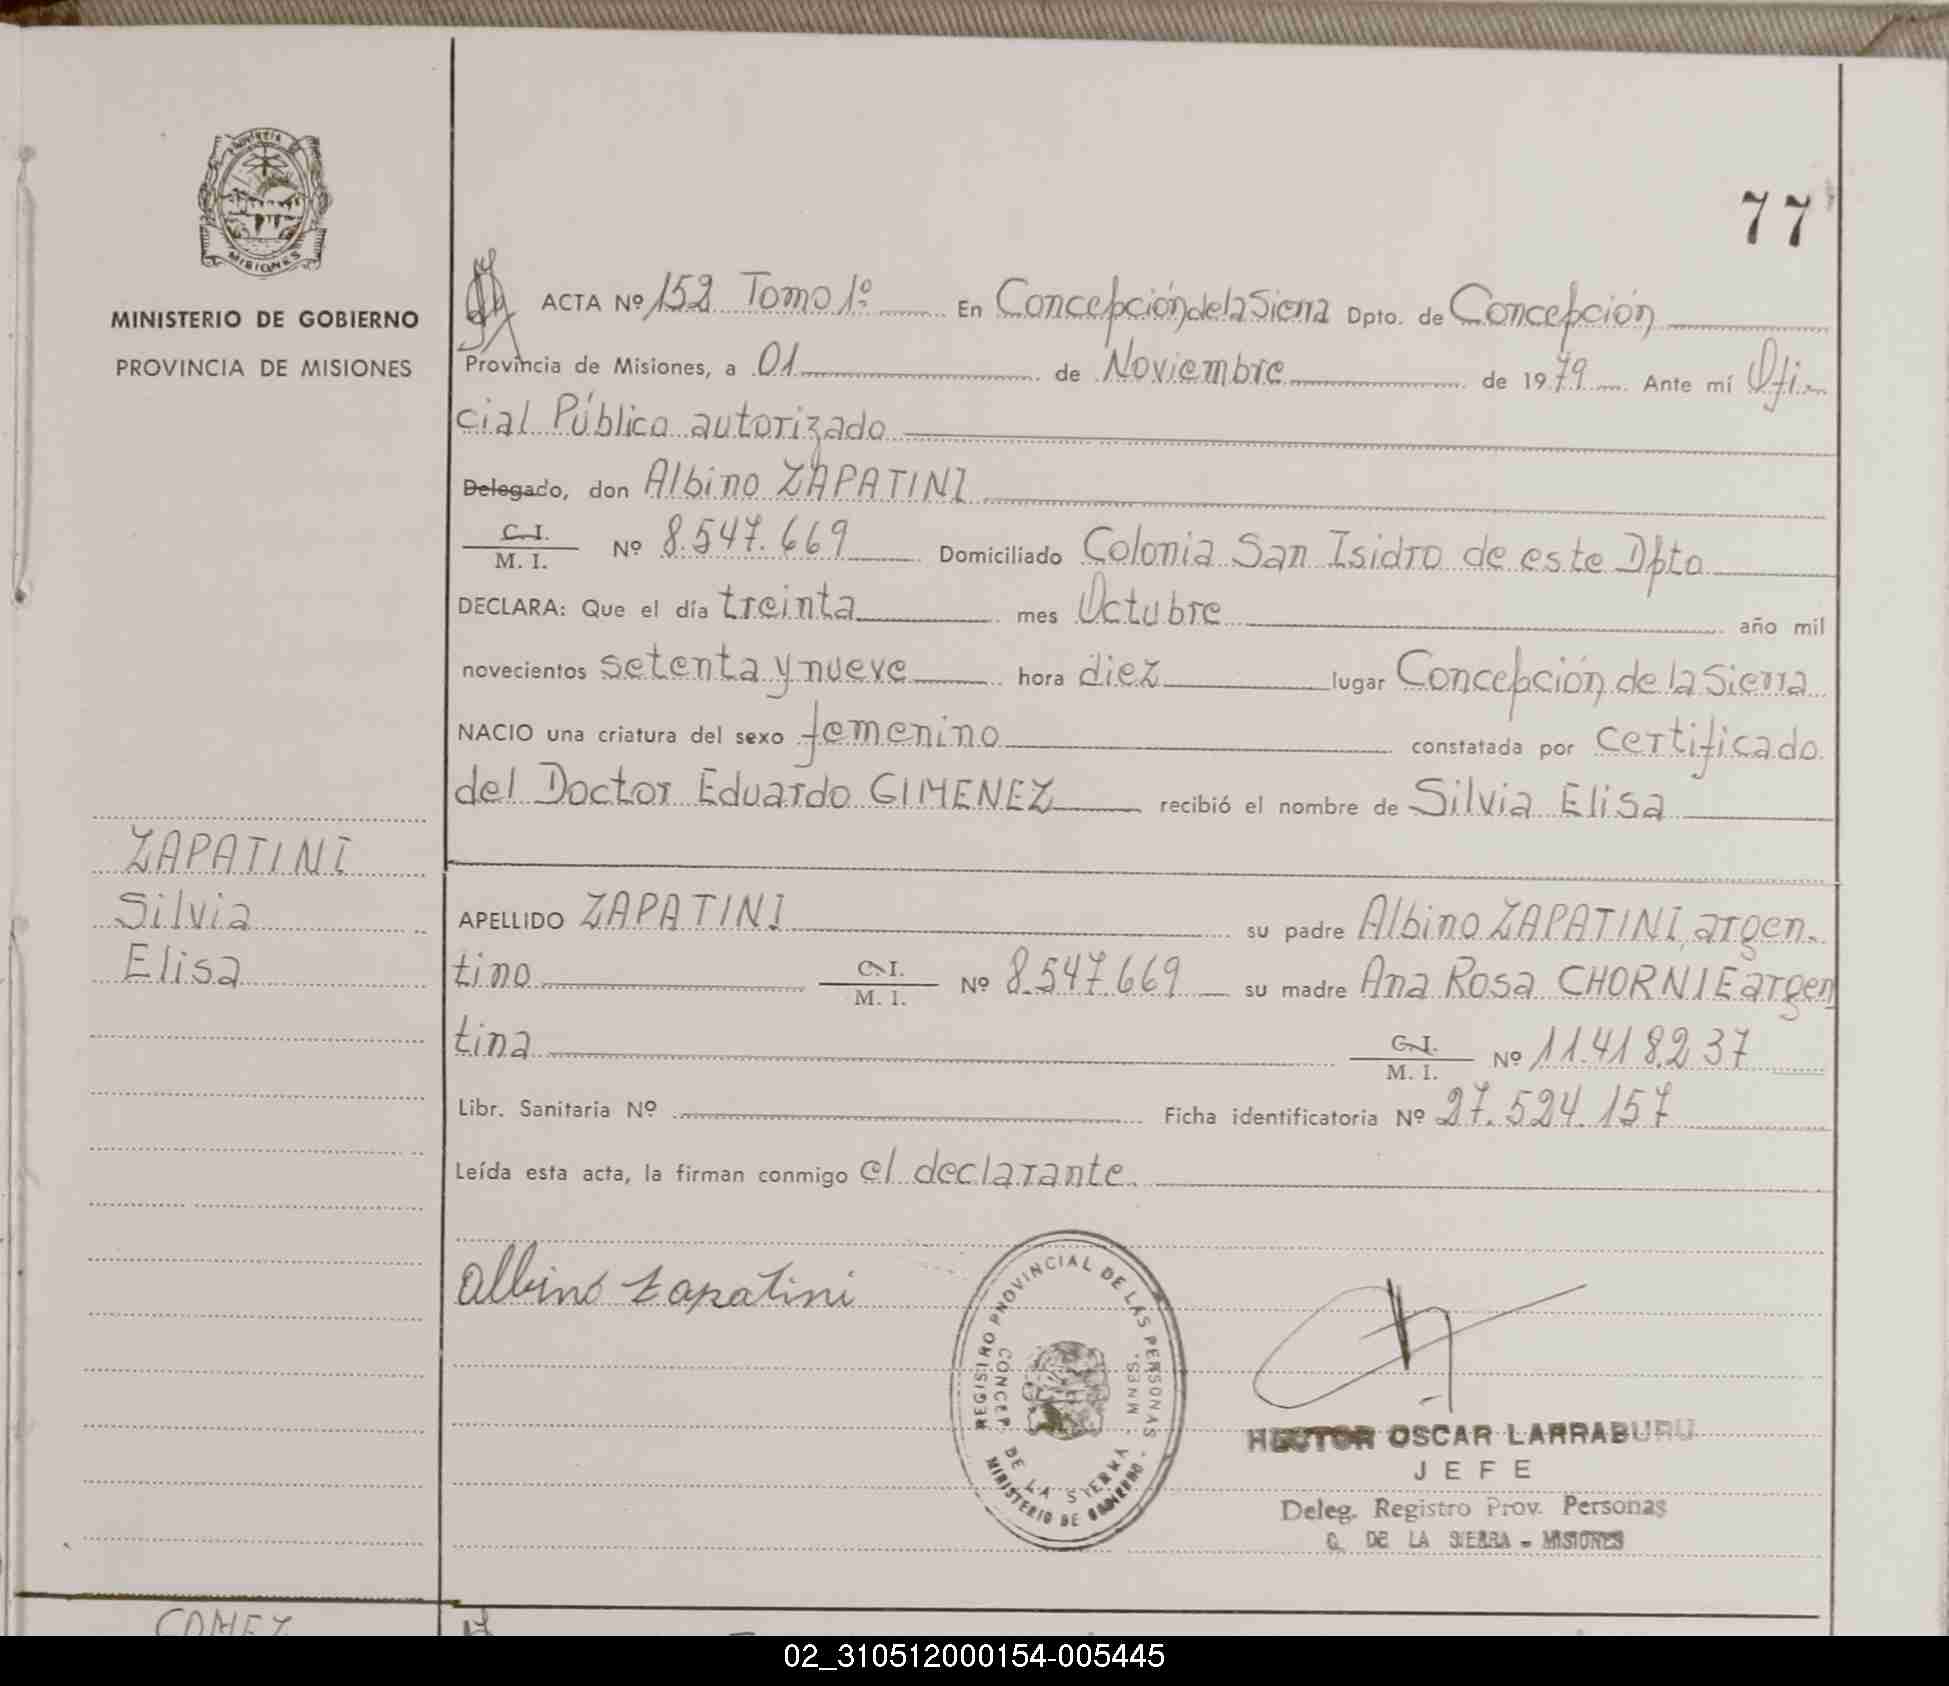 PROVINCIA
MISIONES
MINISTERIO DE GOBIERNO
PROVINCIA DE MISIONES
77
ACTA Nº 152 Tomo 1º En Concepción de la Sierra Dpto. de Concepción
Provincia de Misiones, a 01 de Noviembre de 1979 Ante mí Ofi-
cial Público autorizado
Delegado, don Albino ZAPATINI
C. I.
M. I. Nº 8.547.669 Domiciliado Colonia San Isidro de este Dpto
DECLARA: Que el día treinta mes Octubre año mil
novecientos setenta y nueve hora diez lugar Concepción de la Sierra
NACIO una criatura del sexo femenino constatada por certificado
del Doctor Eduardo GIMENEZ recibió el nombre de Silvia Elisa
ZAPATINI
Silvia
Elisa
APELLIDO ZAPATINI su padre Albino ZAPATINI, argen-
tino C. I. M. I. Nº 8.547.669 su madre Ana Rosa CHORNIE argen
tina C. I. M. I. Nº 11.418.237
Libr. Sanitaria Nº Ficha identificatoria Nº 27.524.157
Leída esta acta, la firman conmigo el declarante.
Albino Zapatini
REGISTRO PROVINCIAL DE LAS PERSONAS
CONCEP. DE LA SIERRA - MNES.
MINISTERIO DE GOBIERNO
HECTOR OSCAR LARRABURU
JEFE
Deleg. Registro Prov. Personas
C. DE LA SIERRA - MISIONES
02_310512000154-005445